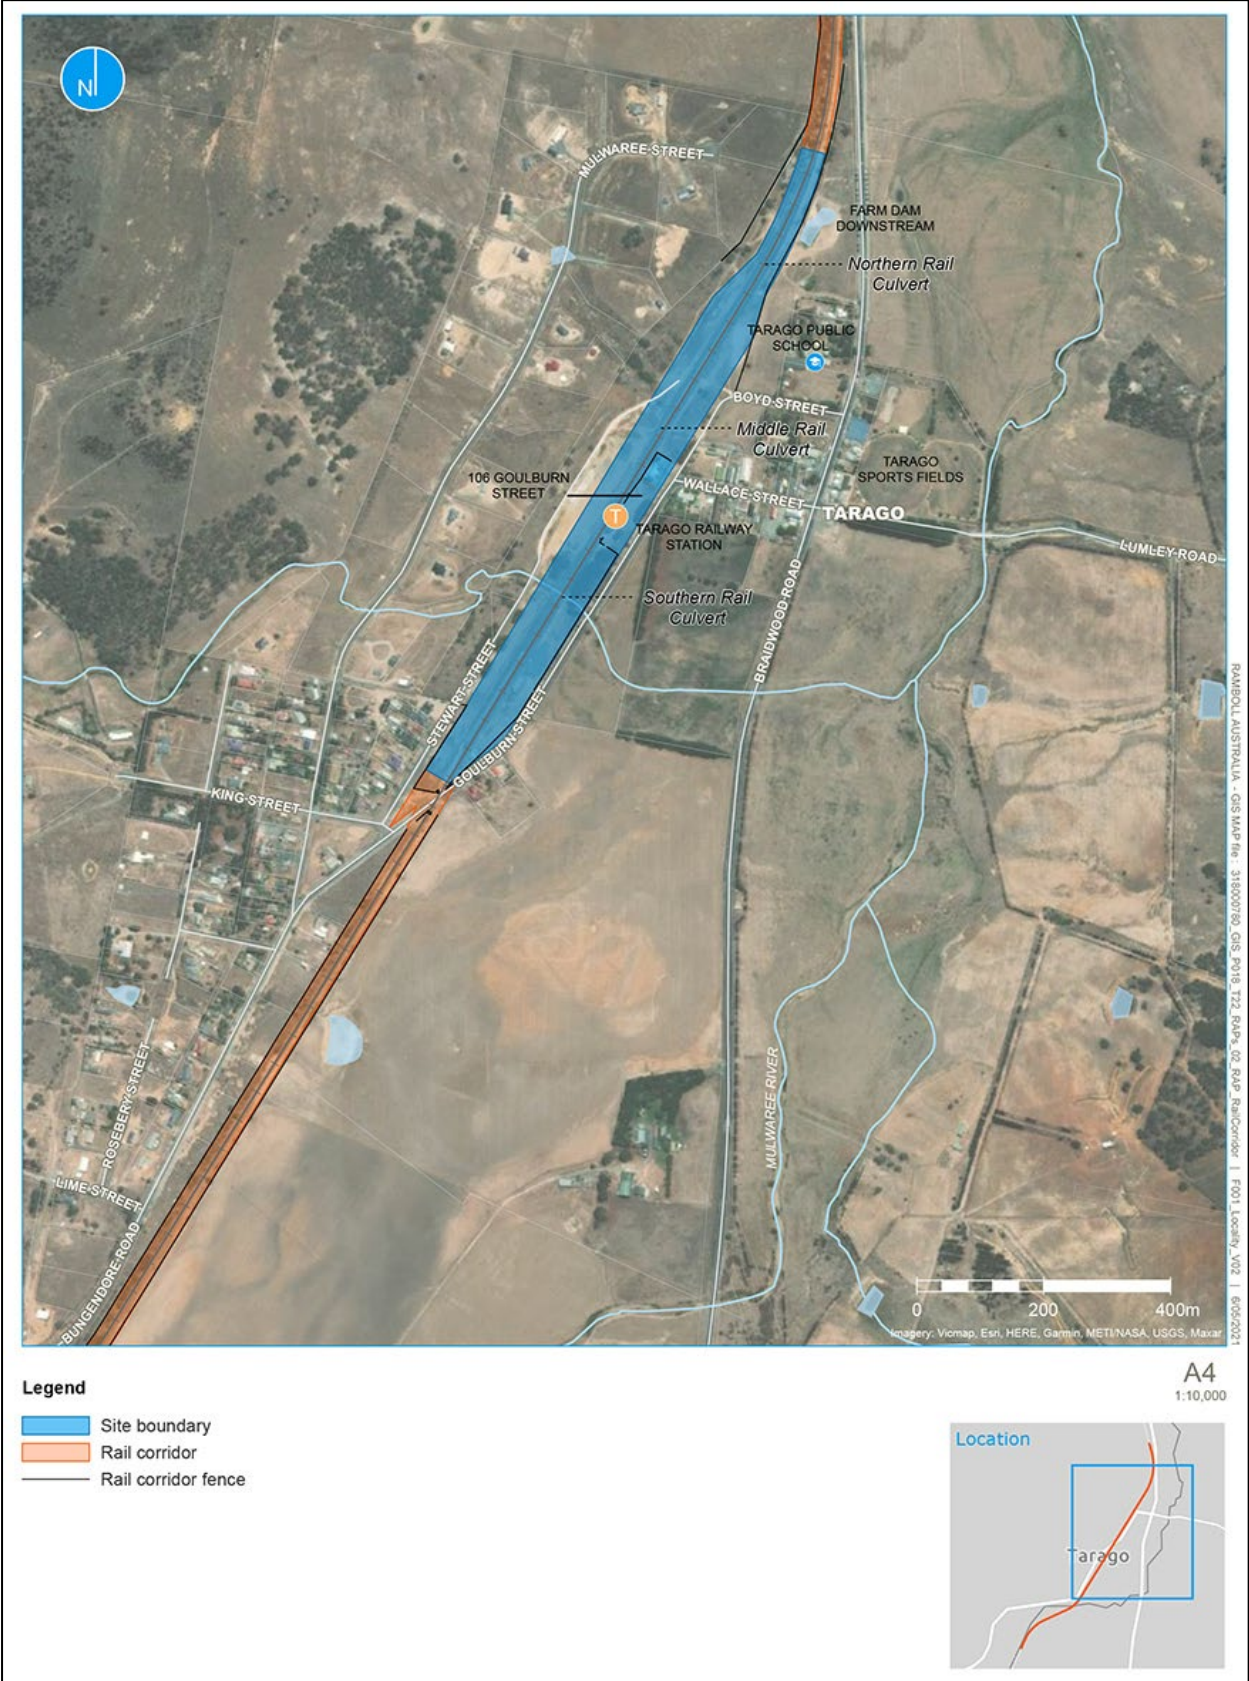 N
MULWAREE STREET
FARM DAM
DOWNSTREAM
Northern Rail
Culvert
TARAGO PUBLIC
SCHOOL
BOYD STREET
Middle Rail
Culvert
TARAGO
SPORTS FIELDS
106 GOULBURN
STREET
WALLACE STREET
TARAGO
T
TARAGO RAILWAY
STATION
LUMLEY ROAD
Southern Rail
Culvert
BRAIDWOOD ROAD
STEWART STREET
GOULBURN STREET
KING STREET
ROSEBERY STREET
LIME STREET
BUNGENDORE ROAD
MULWAREE RIVER
0 200 400m
Imagery: Vicmap, Esri, HERE, Garmin, METI/NASA, USGS, Maxar
RAMBOLL AUSTRALIA - GIS MAP file : 318000780_GIS_P018_T22_RAPs_02_RAP_RailCorridor | F001_Locality_V02 | 6/05/2021
A4
1:10,000
Legend
Site boundary
Rail corridor
Rail corridor fence
Location
Tarago